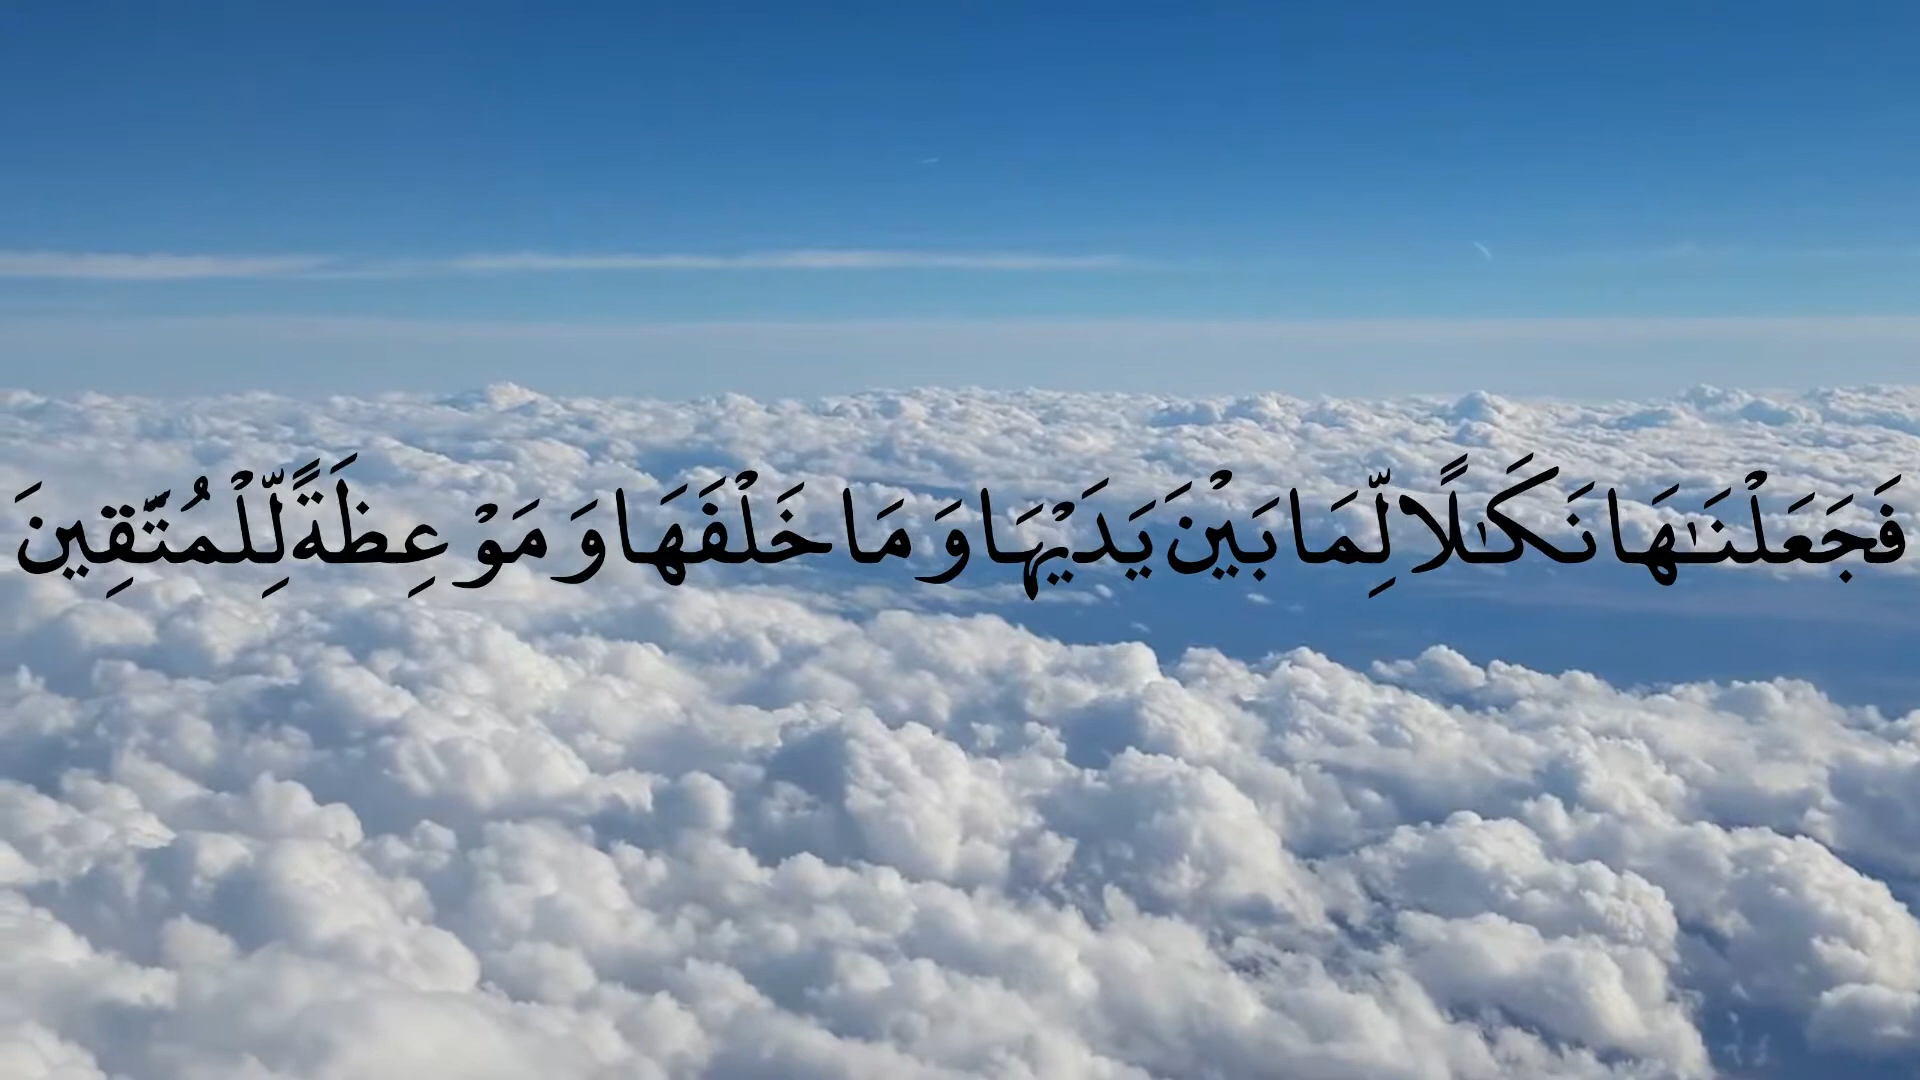 فَجَعَلْنَـٰهَا نَكَـٰلًا لِّمَا بَيْنَ يَدَيْهَا وَمَا خَلْفَهَا وَمَوْعِظَةً لِّلْمُتَّقِينَ